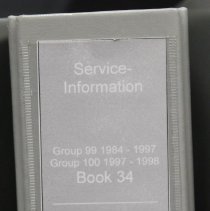 Service-
Information
Group 99 1984 - 1997
Group 100 1997 - 1998
Book 34